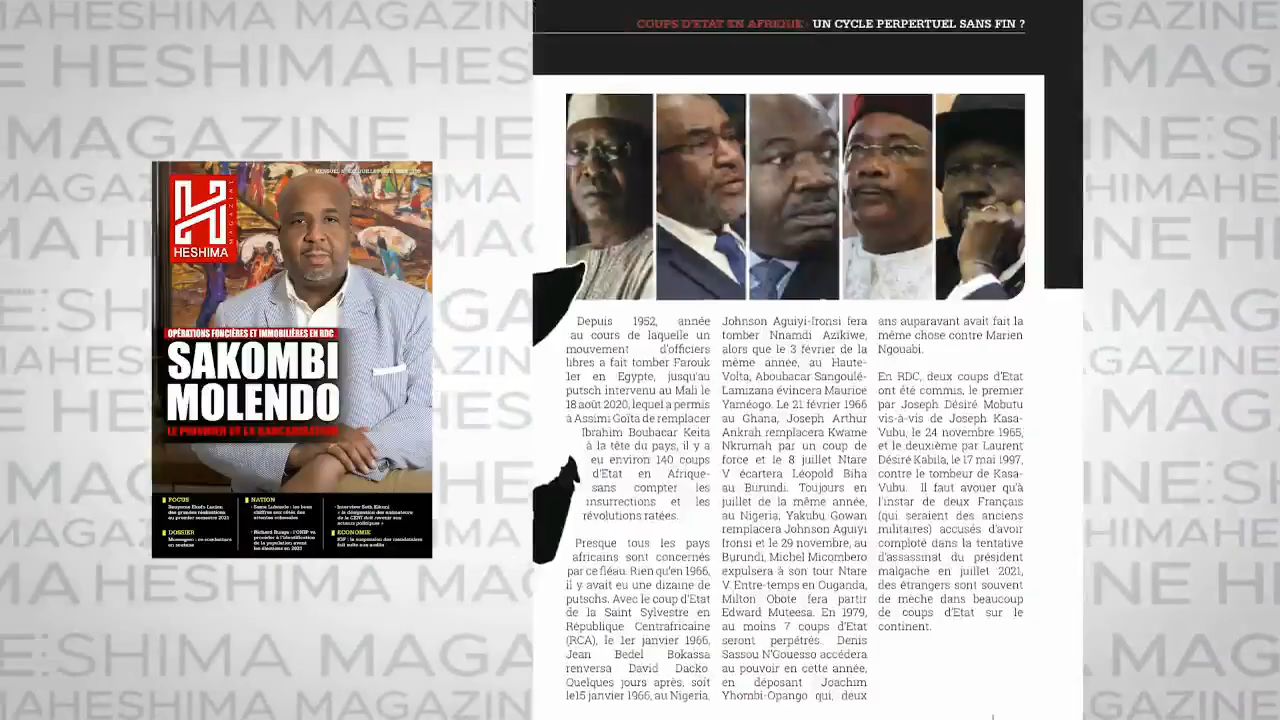 HESHIMA MAGAZINE
HESHIMA
MAGAZINE
OPÉRATIONS FONCIÈRES ET IMMOBILIÈRES EN RDC
SAKOMBI
MOLENDO
FOCUS
NATION
DOSSIER
ECONOMIE
COUPS D'ETAT EN AFRIQUE : UN CYCLE PERPERTUEL SANS FIN ?
Depuis 1952, année
au cours de laquelle un
mouvement d'officiers
libres a fait tomber Farouk
1er en Egypte, jusqu'au
putsch intervenu au Mali le
18 août 2020, lequel a permis
à Assimi Goïta de remplacer
Ibrahim Boubacar Keita
à la tête du pays, il y a
eu environ 140 coups
d'Etat en Afrique-
sans compter les
insurrections et les
révolutions ratées.
Presque tous les pays
africains sont concernés
par ce fléau. Rien qu'en 1966,
il y avait eu une dizaine de
putschs. Avec le coup d'Etat
de la Saint Sylvestre en
République Centrafricaine
(RCA), le 1er janvier 1966,
Jean Bedel Bokassa
renversa David Dacko.
Quelques jours après, soit
le15 janvier 1966, au Nigeria,
Johnson Aguiyi-Ironsi fera
tomber Nnamdi Azikiwe,
alors que le 3 février de la
même année, au Haute-
Volta, Aboubacar Sangoulé-
Lamizana évincera Maurice
Yaméogo. Le 21 février 1966
au Ghana, Joseph Arthur
Ankrah remplacera Kwane
Nkrumah par un coup de
force et le 8 juillet Ntare
V écartera Léopold Biha
au Burundi. Toujours en
juillet de la même année,
au Nigeria, Yakubu Gowan
remplacera Johson Aguiyi
Ironsi et le 29 novembre, au
Burundi, Michel Micombero
expulsera à son tour Ntare
V. Entre-temps en Ouganda,
Milton Obote fera partir
Edward Muteesa. En 1979,
au moins 7 coups d'Etat
seront perpétrés. Denis
Sassou N'Gouesso accédera
au pouvoir en cette année,
en déposant Joachim
Yhombi-Opango qui, deux
ans auparavant avait fait la
même chose contre Marien
Ngouabi.
En RDC, deux coups d'Etat
ont été commis, le premier
par Joseph Désiré Mobutu
vis-à-vis de Joseph Kasa-
Vubu, le 24 novembre 1965,
et le deuxième par Laurent
Désiré Kabila, le 17 mai 1997,
contre le tombeur de Kasa-
Vubu. Il faut avouer qu'à
l'instar de deux Français
(qui seraient des anciens
militaires) accusés d'avoir
comploté dans la tentative
d'assassinat du président
malgache en juillet 2021,
des étrangers sont souvent
de mèche dans beaucoup
de coups d'Etat sur le
continent.